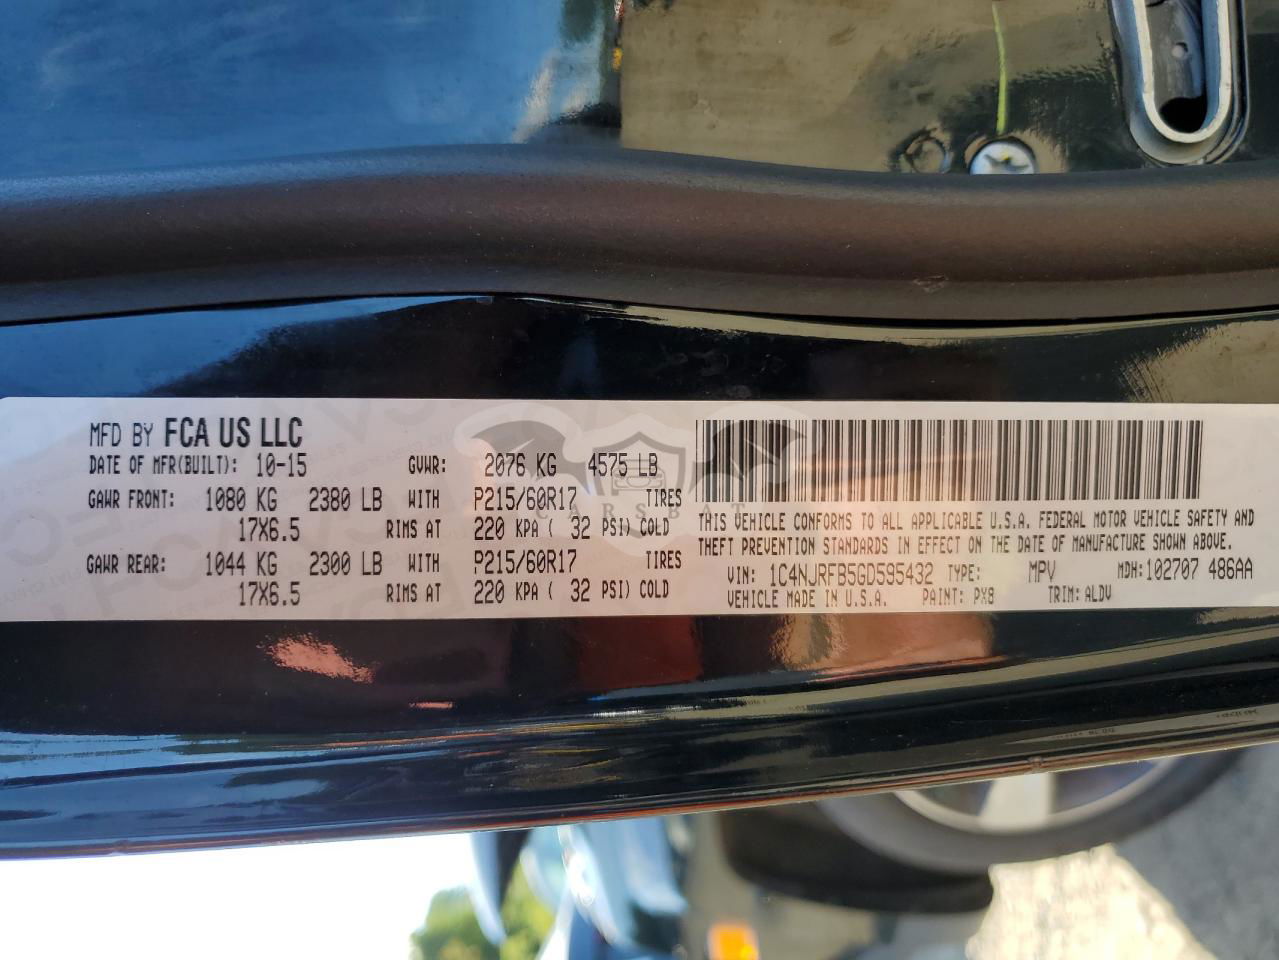 MFD BY FCA US LLC
DATE OF MFR(BUILT): 10-15 GVWR: 2076 KG 4575 LB
GAWR FRONT: 1080 KG 2380 LB WITH P215/60R17 TIRES
17X6.5 RIMS AT 220 KPA ( 32 PSI) COLD
GAWR REAR: 1044 KG 2300 LB WITH P215/60R17 TIRES
17X6.5 RIMS AT 220 KPA ( 32 PSI) COLD
CARSBAT
THIS VEHICLE CONFORMS TO ALL APPLICABLE U.S.A. FEDERAL MOTOR VEHICLE SAFETY AND
THEFT PREVENTION STANDARDS IN EFFECT ON THE DATE OF MANUFACTURE SHOWN ABOVE.
VIN: 1C4NJRFB5GD595432 TYPE: MPV MDH: 102707 486AA
VEHICLE MADE IN U.S.A. PAINT: PX8 TRIM: ALDV